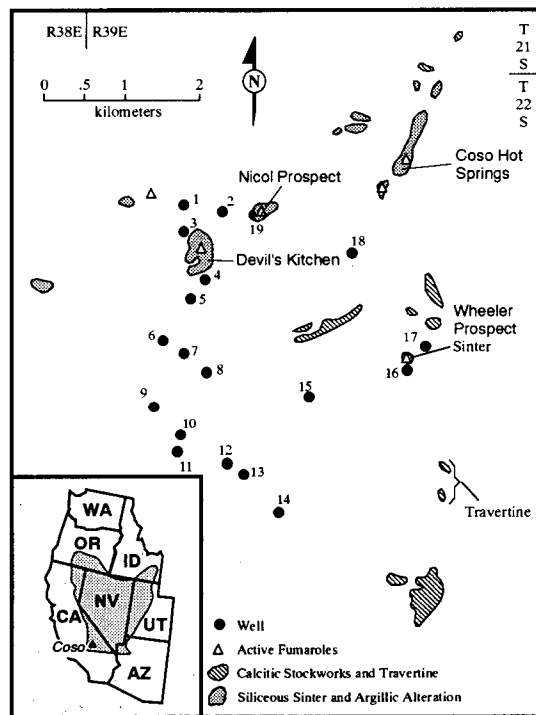 R38E R39E
T
21
S
T
22
S
0 .5 1 2
kilometers
N
Coso Hot
Springs
Nicol Prospect
1
2
19
3
18
Devil's Kitchen
4
5
Wheeler
Prospect
Sinter
17
16
6
7
8
15
9
10
11
12
13
14
Travertine
WA
OR
ID
NV
CA
UT
AZ
Coso
Well
Active Fumaroles
Calcitic Stockworks and Travertine
Siliceous Sinter and Argillic Alteration